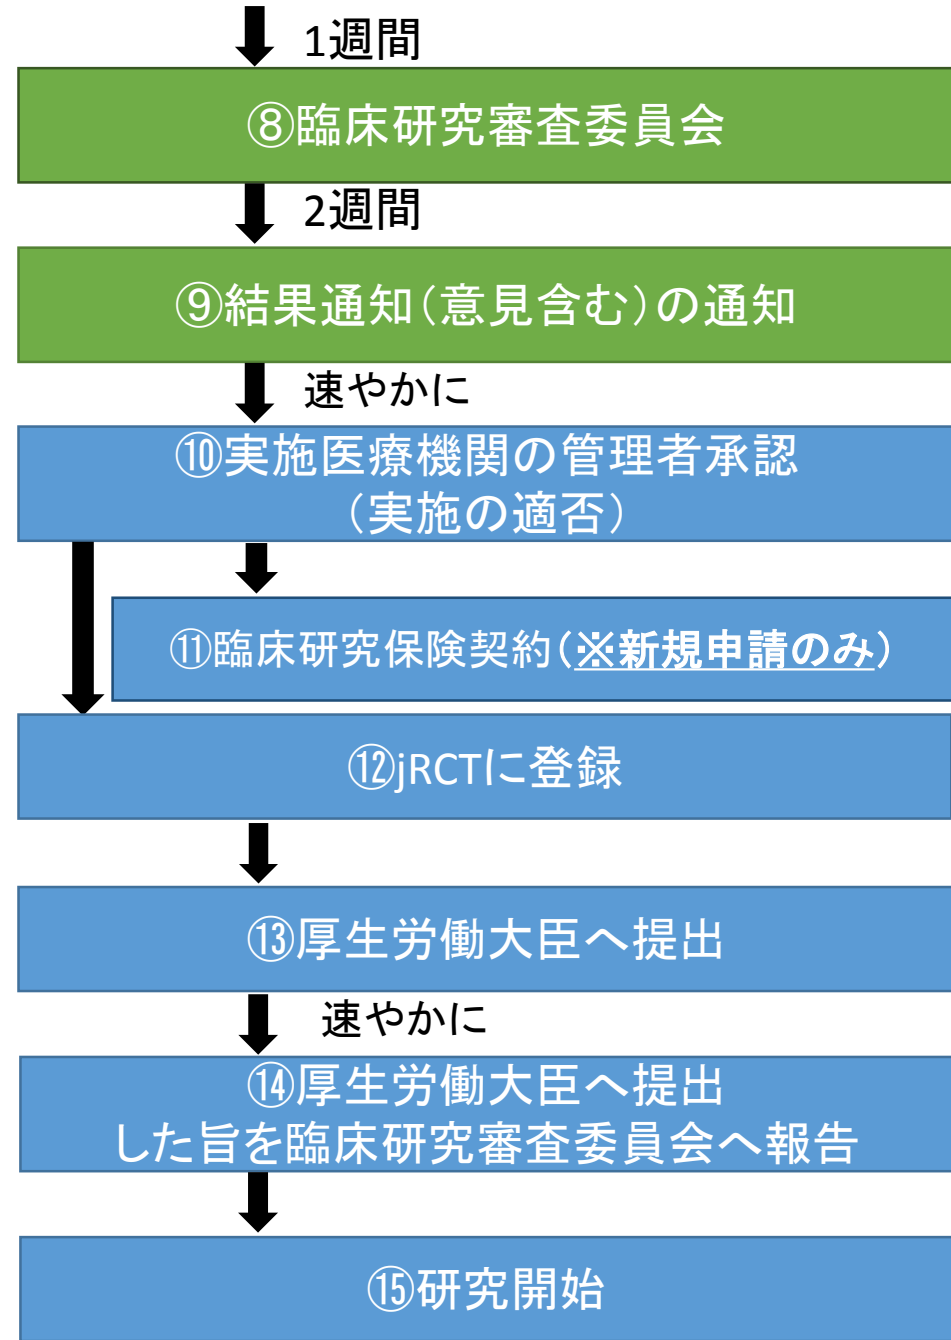 1週間
⑧臨床研究審査委員会
2週間
⑨結果通知（意見含む）の通知
速やかに
⑩実施医療機関の管理者承認
（実施の適否）
⑪臨床研究保険契約（※新規申請のみ）
⑫jRCTに登録
⑬厚生労働大臣へ提出
速やかに
⑭厚生労働大臣へ提出
した旨を臨床研究審査委員会へ報告
⑮研究開始